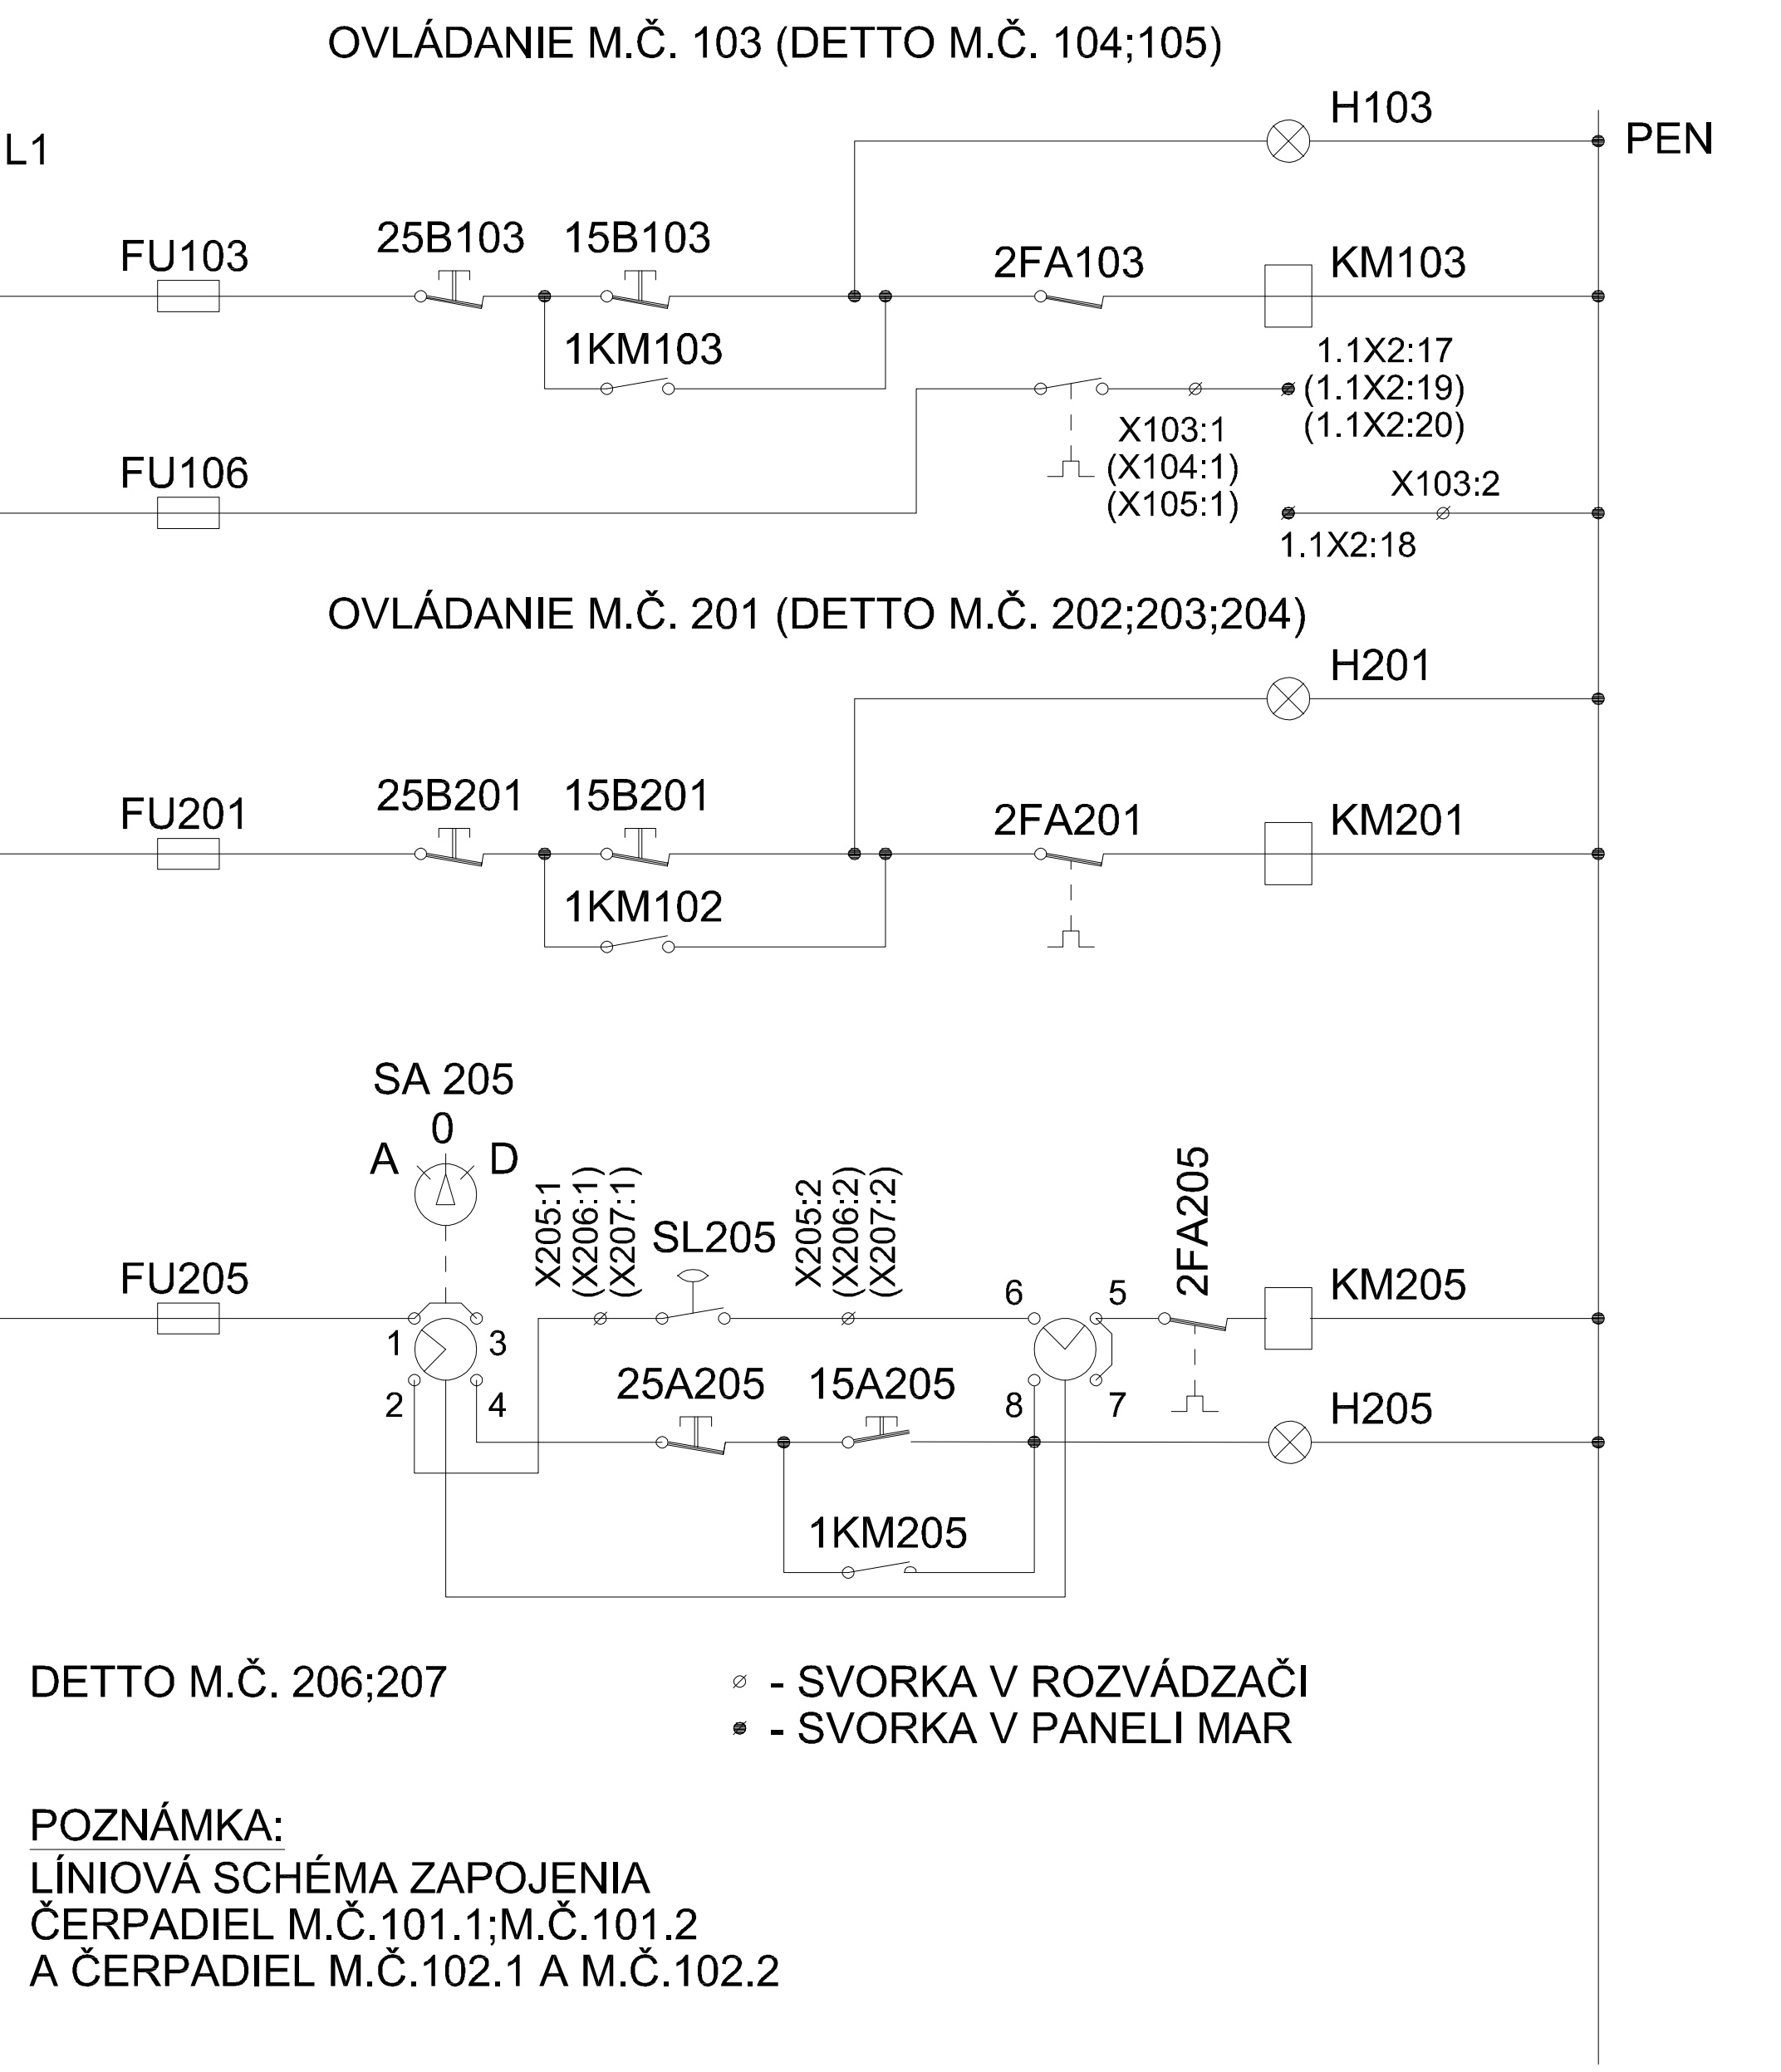 OVLÁDANIE M.Č. 103 (DETTO M.Č. 104;105)
H103
L1
PEN
25B103
15B103
FU103
2FA103
KM103
1KM103
1.1X2:17
(1.1X2:19)
(1.1X2:20)
X103:1
(X104:1)
(X105:1)
FU106
X103:2
1.1X2:18
OVLÁDANIE M.Č. 201 (DETTO M.Č. 202;203;204)
H201
25B201
15B201
FU201
2FA201
KM201
1KM102
SA 205
0
A
D
X205:1
(X206:1)
(X207:1)
SL205
X205:2
(X206:2)
(X207:2)
2FA205
FU205
KM205
6
5
1
3
2
4
25A205
15A205
8
7
H205
1KM205
DETTO M.Č. 206;207
- SVORKA V ROZVÁDZAČI
- SVORKA V PANELI MAR
POZNÁMKA:
LÍNIOVÁ SCHÉMA ZAPOJENIA
ČERPADIEL M.Č.101.1;M.Č.101.2
A ČERPADIEL M.Č.102.1 A M.Č.102.2